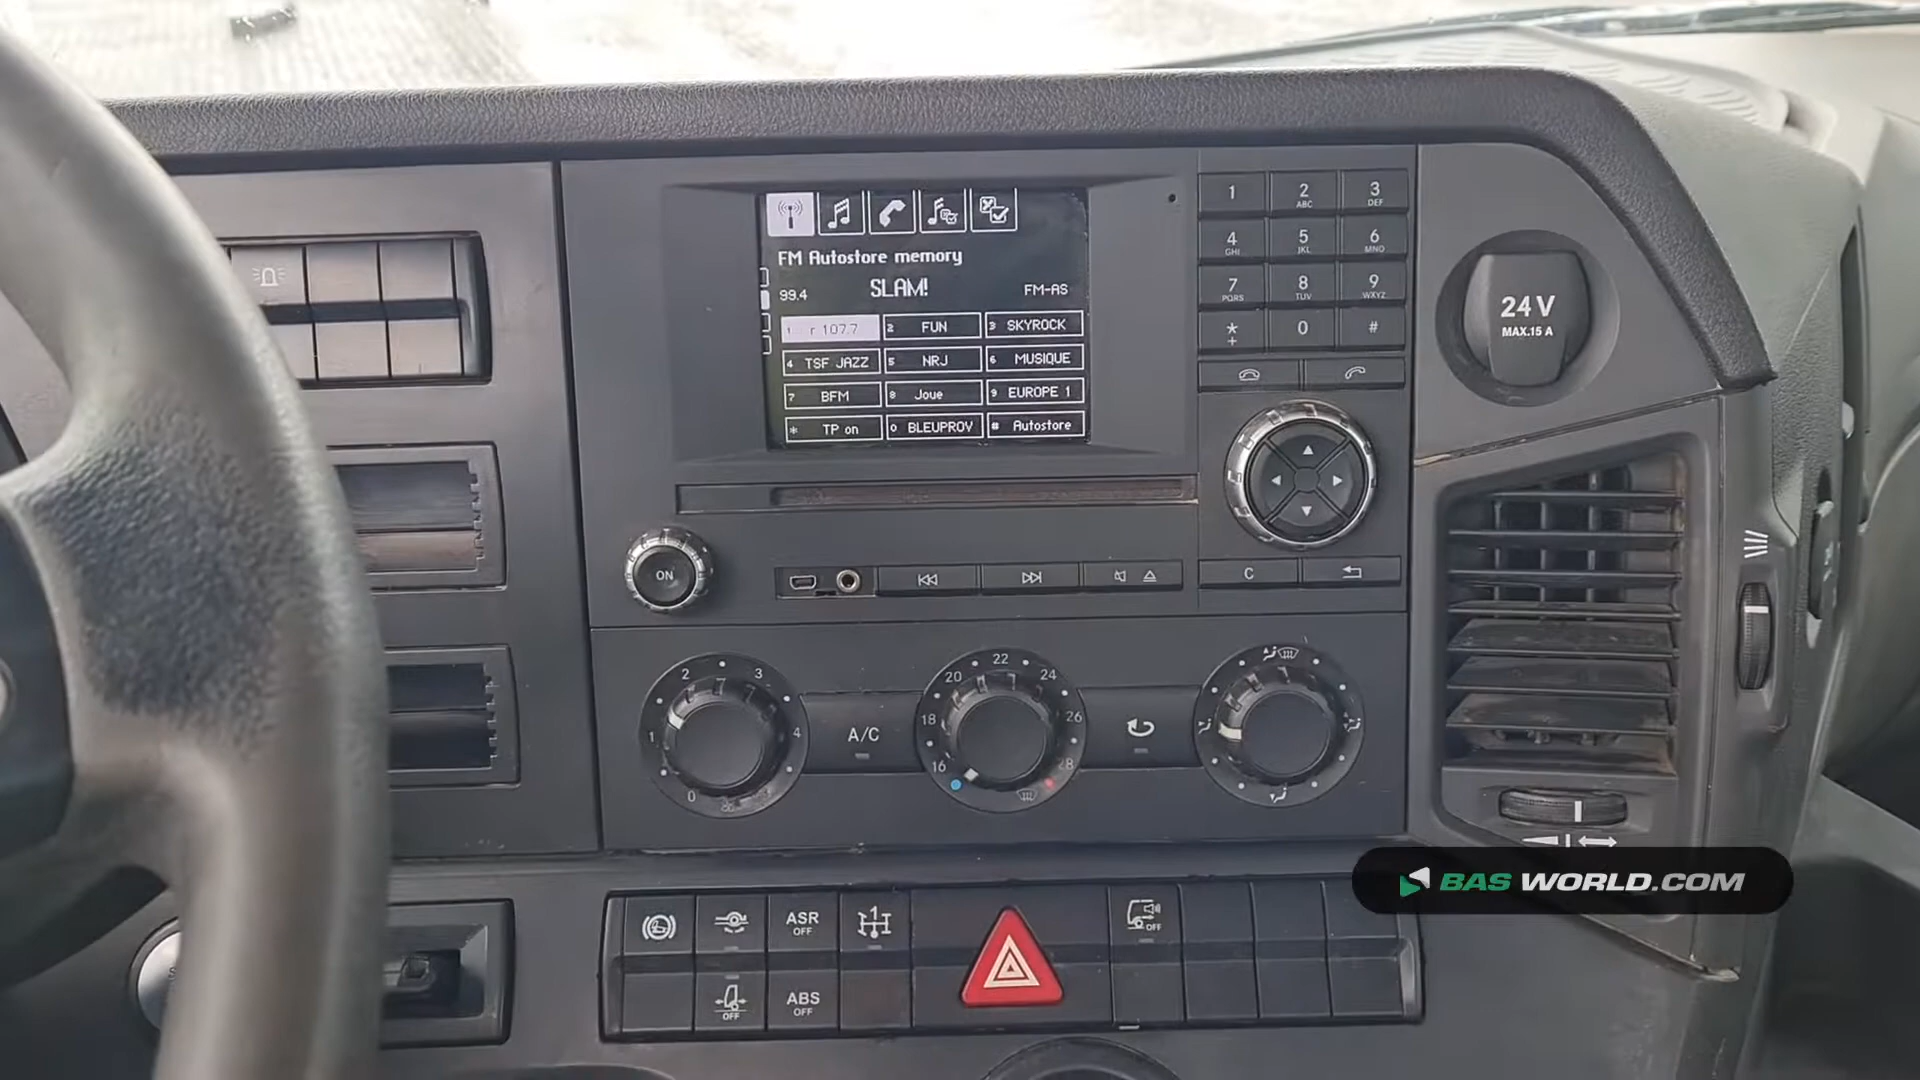 FM Autostore memory
99.4 SLAM! FM-AS
1 r 107.7 2 FUN 3 SKYROCK
4 TSF JAZZ 5 NRJ 6 MUSIQUE
7 BFM 8 Joue 9 EUROPE 1
* TP on 0 BLEUPROV # Autostore
1 2 ABC 3 DEF
4 GHI 5 JKL 6 MNO
7 PQRS 8 TUV 9 WXYZ
* + 0 #
24V
MAX.15 A
ON
C
0 1 2 3 4
A/C
16 18 20 22 24 26 28
BAS WORLD.COM
ASR
OFF
1
OFF
OFF
ABS
OFF